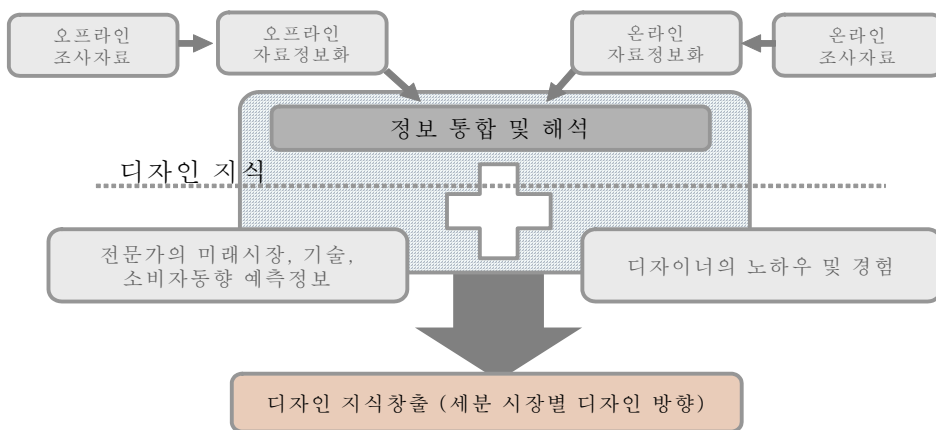 오프라인
조사자료
오프라인
자료정보화
온라인
자료정보화
온라인
조사자료
정보 통합 및 해석
디자인 지식
전문가의 미래시장, 기술,
소비자동향 예측정보
디자이너의 노하우 및 경험
디자인 지식창출 (세분 시장별 디자인 방향)